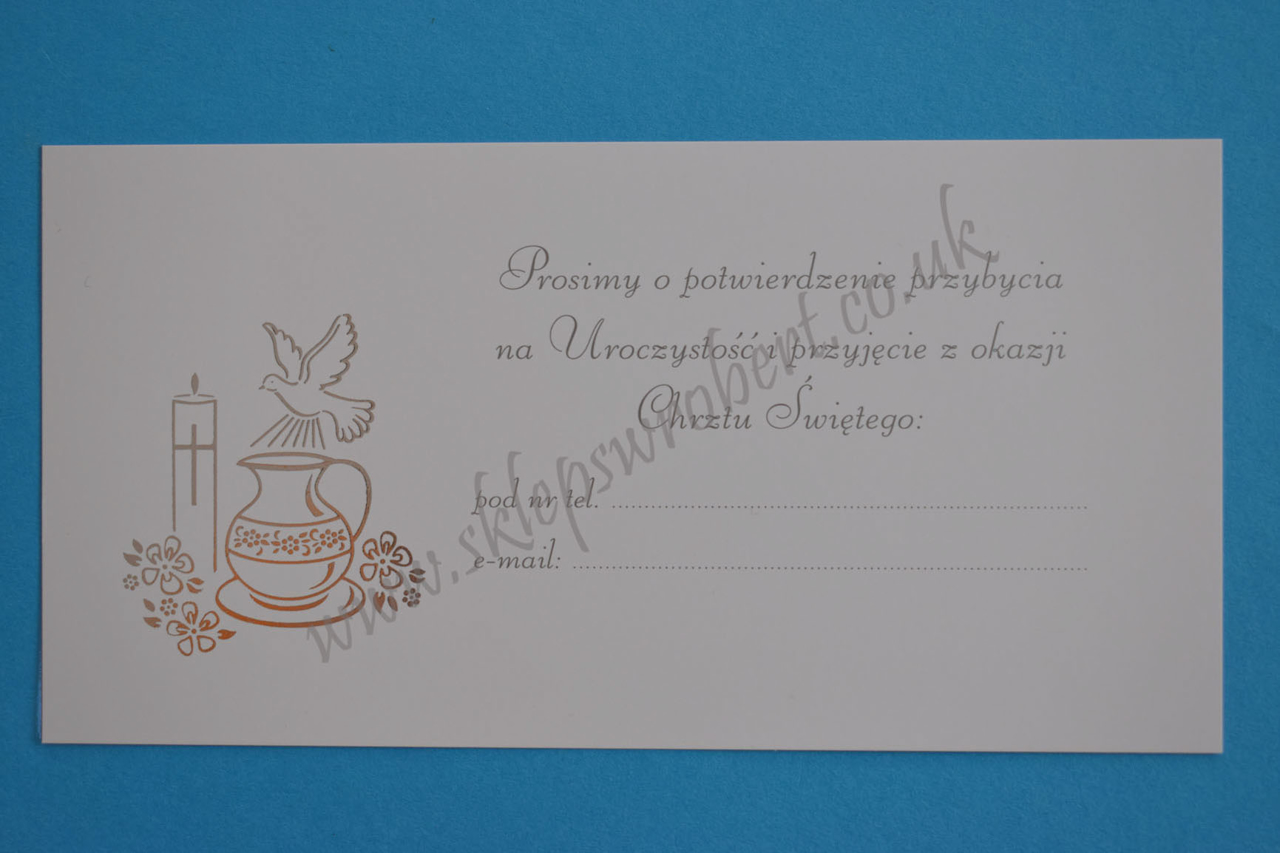 Prosimy o potwierdzenie przybycia
na Uroczystość i przyjęcie z okazji
Chrztu Świętego:
pod nr tel. ....................
e-mail: ....................
www.sklepswrobert.co.uk